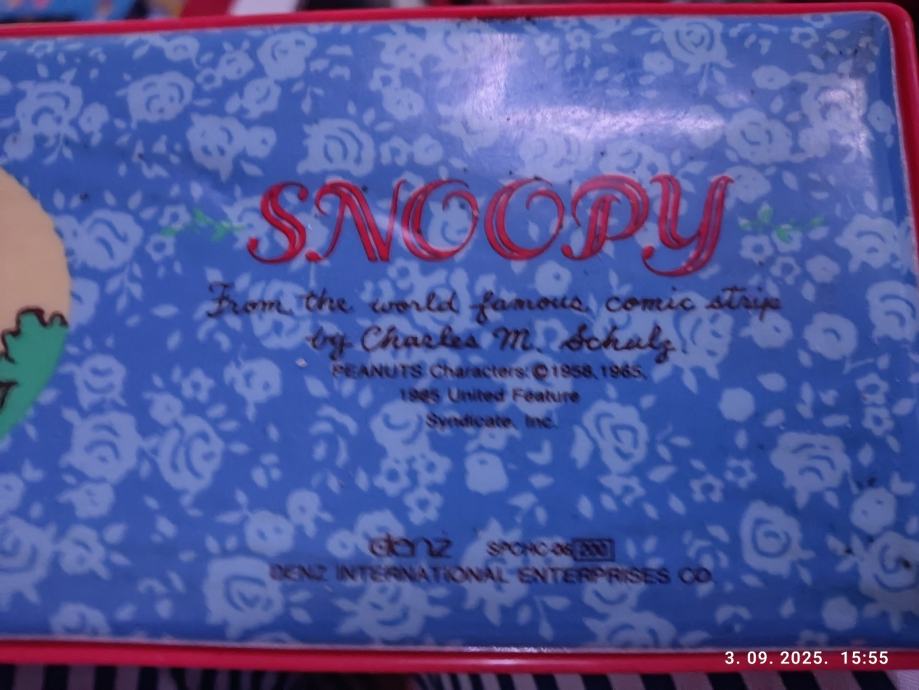 SNOOPY
From the world famous comic strip
by Charles M. Schulz
PEANUTS Characters: © 1958, 1965,
1985 United Feature
Syndicate, Inc.
denz SPCHC-06 200
DENZ INTERNATIONAL ENTERPRISES CO.
3. 09. 2025. 15:55